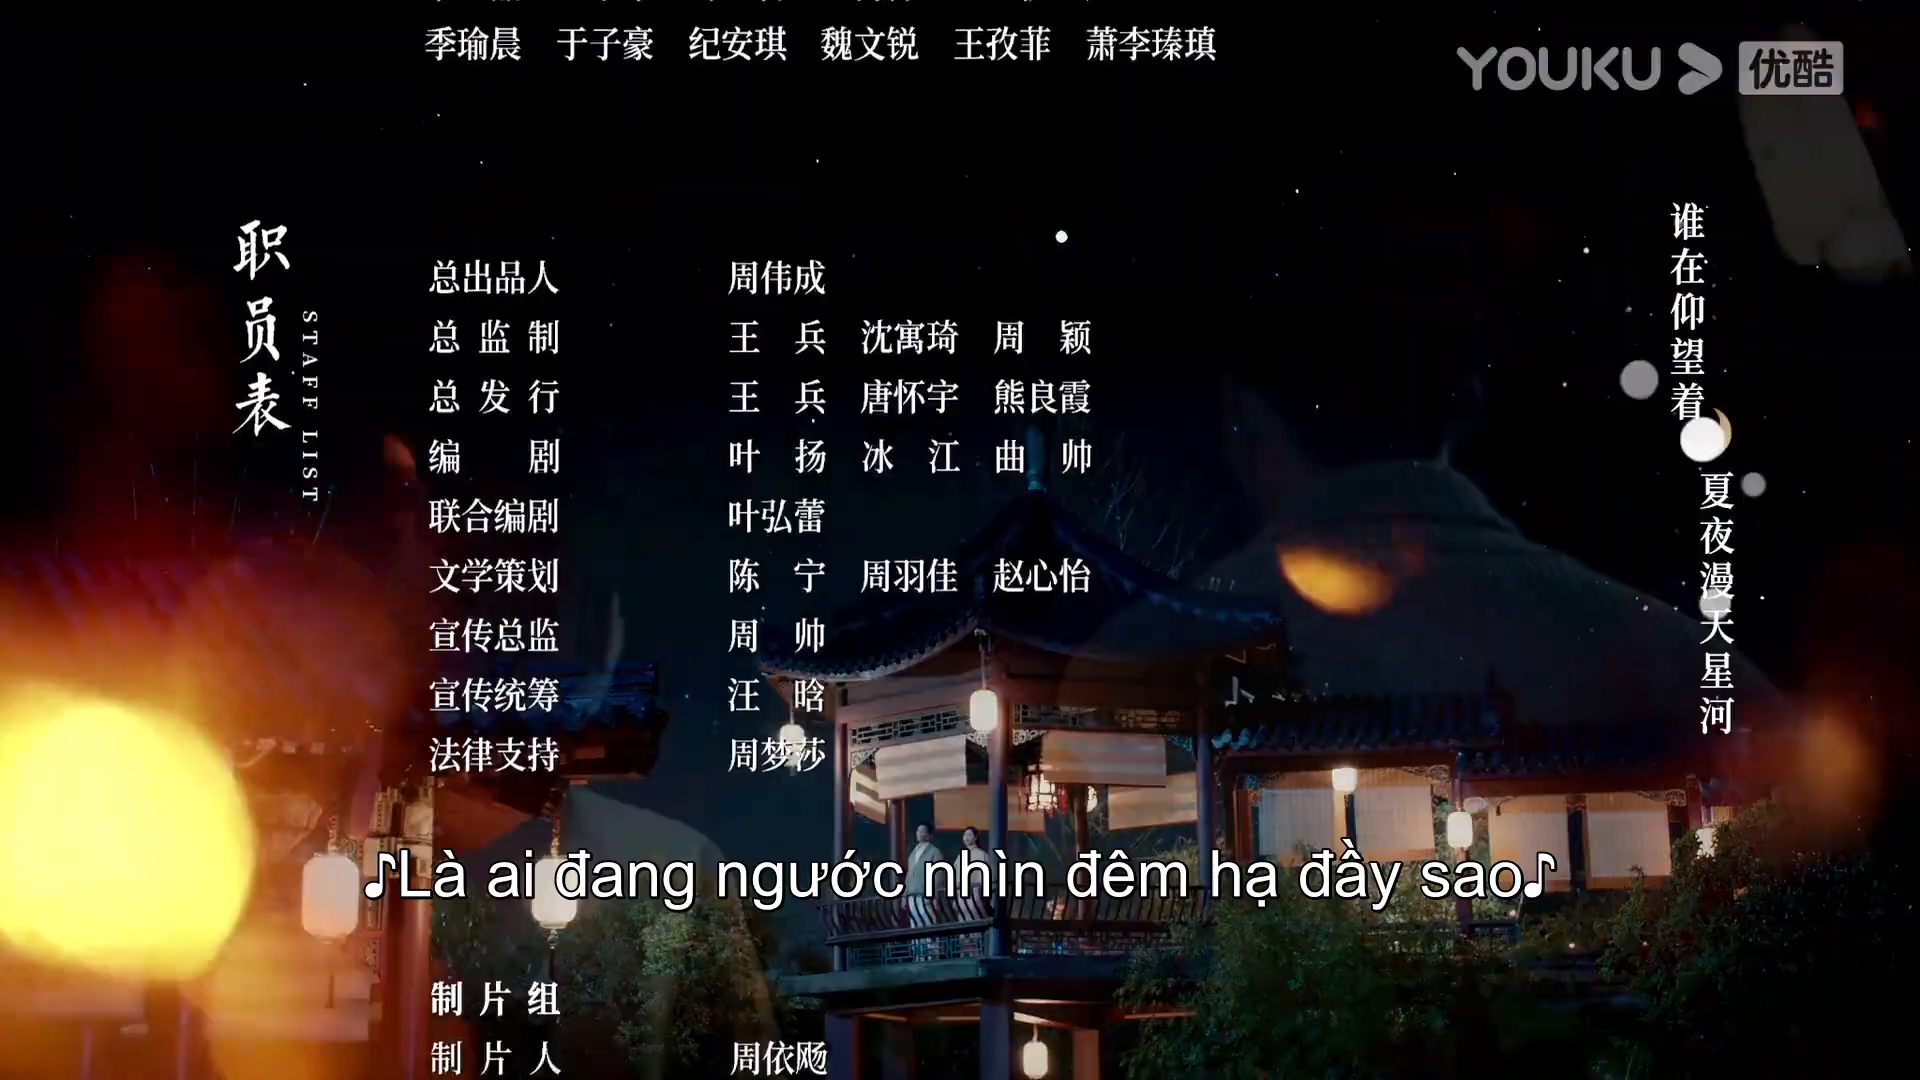 季瑜晨 于子豪 纪安琪 魏文锐 王孜菲 萧李瑧瑱
YOUKU 优酷
职员表
STAFF LIST
总出品人 周伟成
总监制 王兵 沈寓琦 周颖
总发行 王兵 唐怀宇 熊良霞
编剧 叶扬 冰江 曲帅
联合编剧 叶弘蕾
文学策划 陈宁 周羽佳 赵心怡
宣传总监 周帅
宣传统筹 汪晗
法律支持 周梦莎
制片组
制片人 周依飏
谁在仰望着
夏夜漫天星河
♪Là ai đang ngước nhìn đêm hạ đầy sao♪